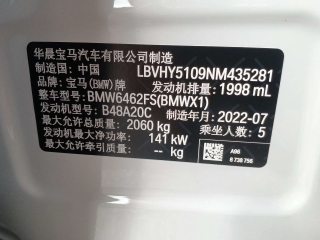 华晨宝马汽车有限公司制造
制造国: 中国 LBVHY5109NM435281
品牌: 宝马(BMW)牌 发动机排量: 1998 mL
整车型号: BMW6462FS(BMWX1)
发动机型号: B48A20C 制造年月: 2022-07
最大允许总质量: 2060 kg 乘坐人数: 5
发动机最大净功率: 141 kW A96
最大允许牵引质量: -- kg 8 738 756